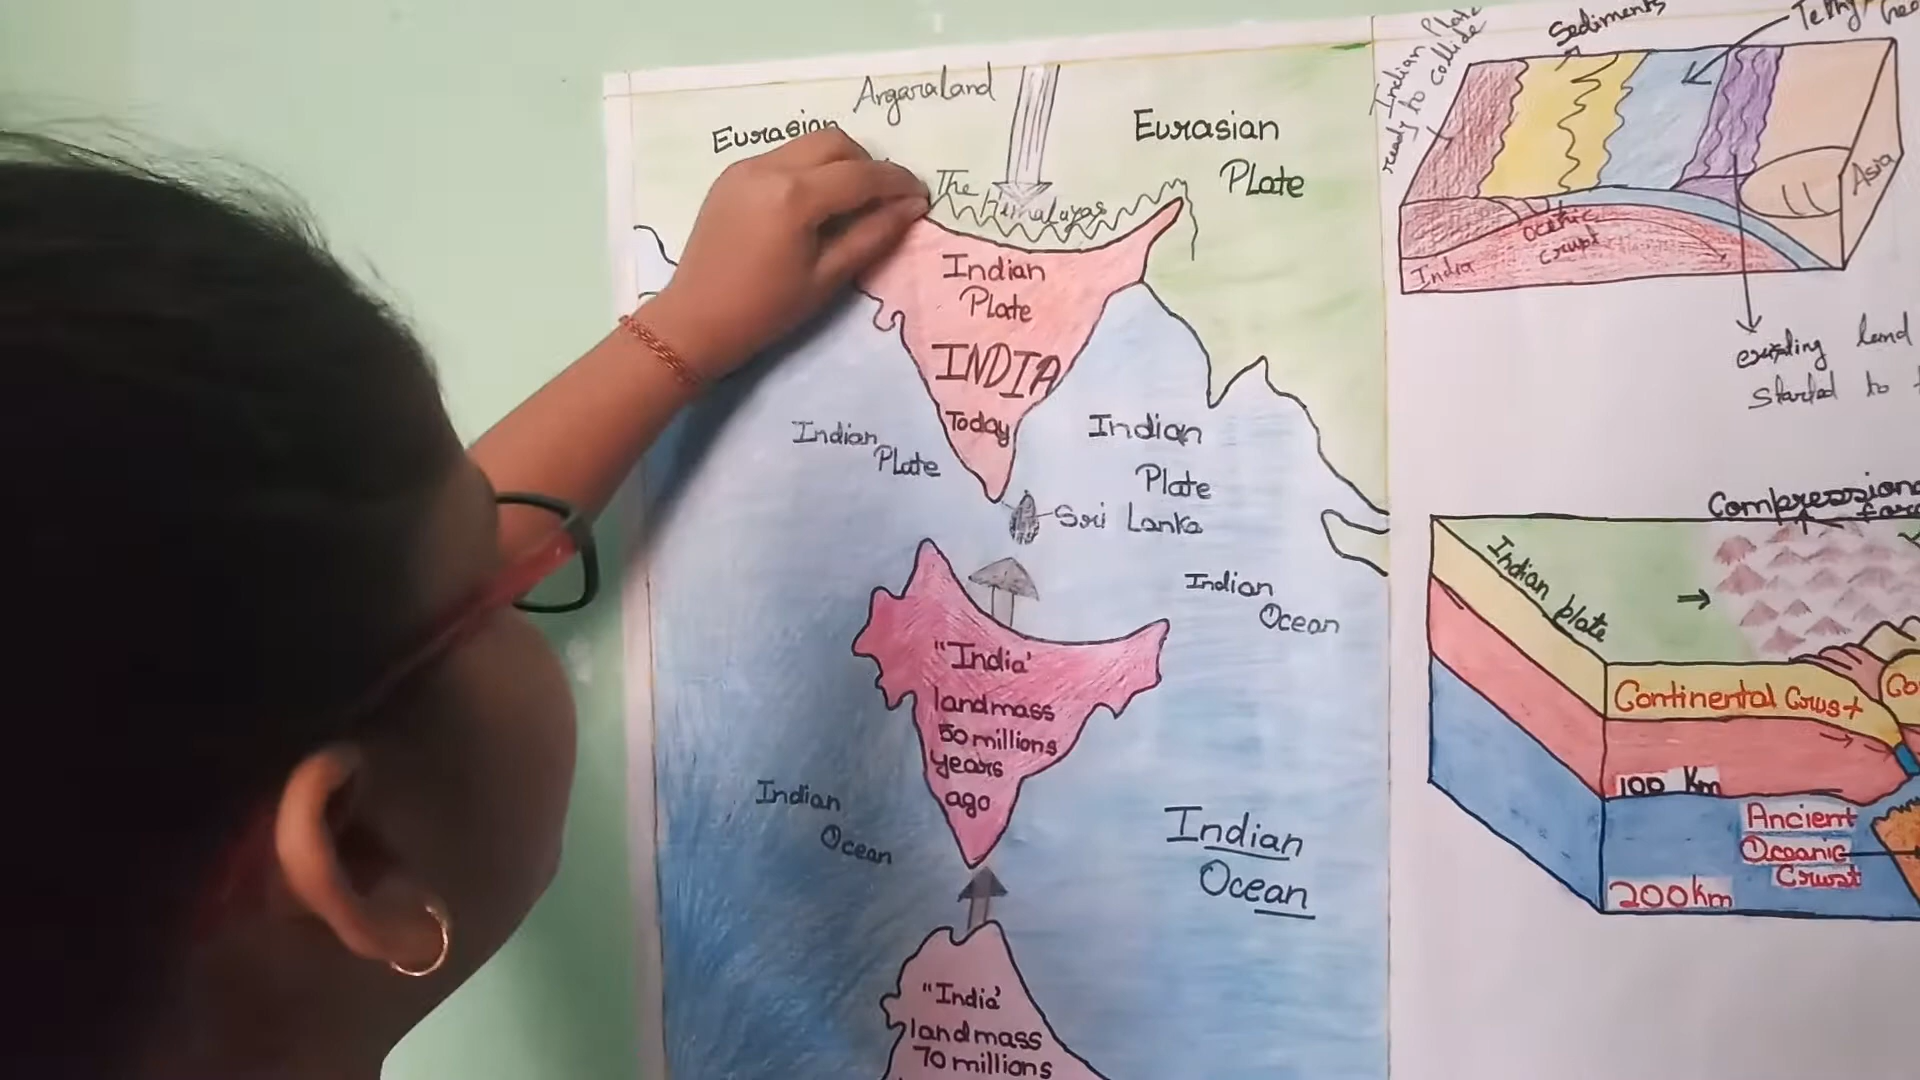 Argaraland
Eurasian
Eurasian
Plate
The
Himalayas
Indian
Plate
INDIA
Today
Indian
Plate
Indian
Plate
Sri Lanka
Indian
Ocean
"India'
landmass
50 millions
years
ago
Indian
Ocean
Indian
Ocean
"India'
landmass
70 millions
Indian Plate
ready to collide
Sediments
Asia
India
existing land
started to
Compressional
Indian plate
Continental Crust
100 Km
Ancient
Oceanic
Crust
200Km